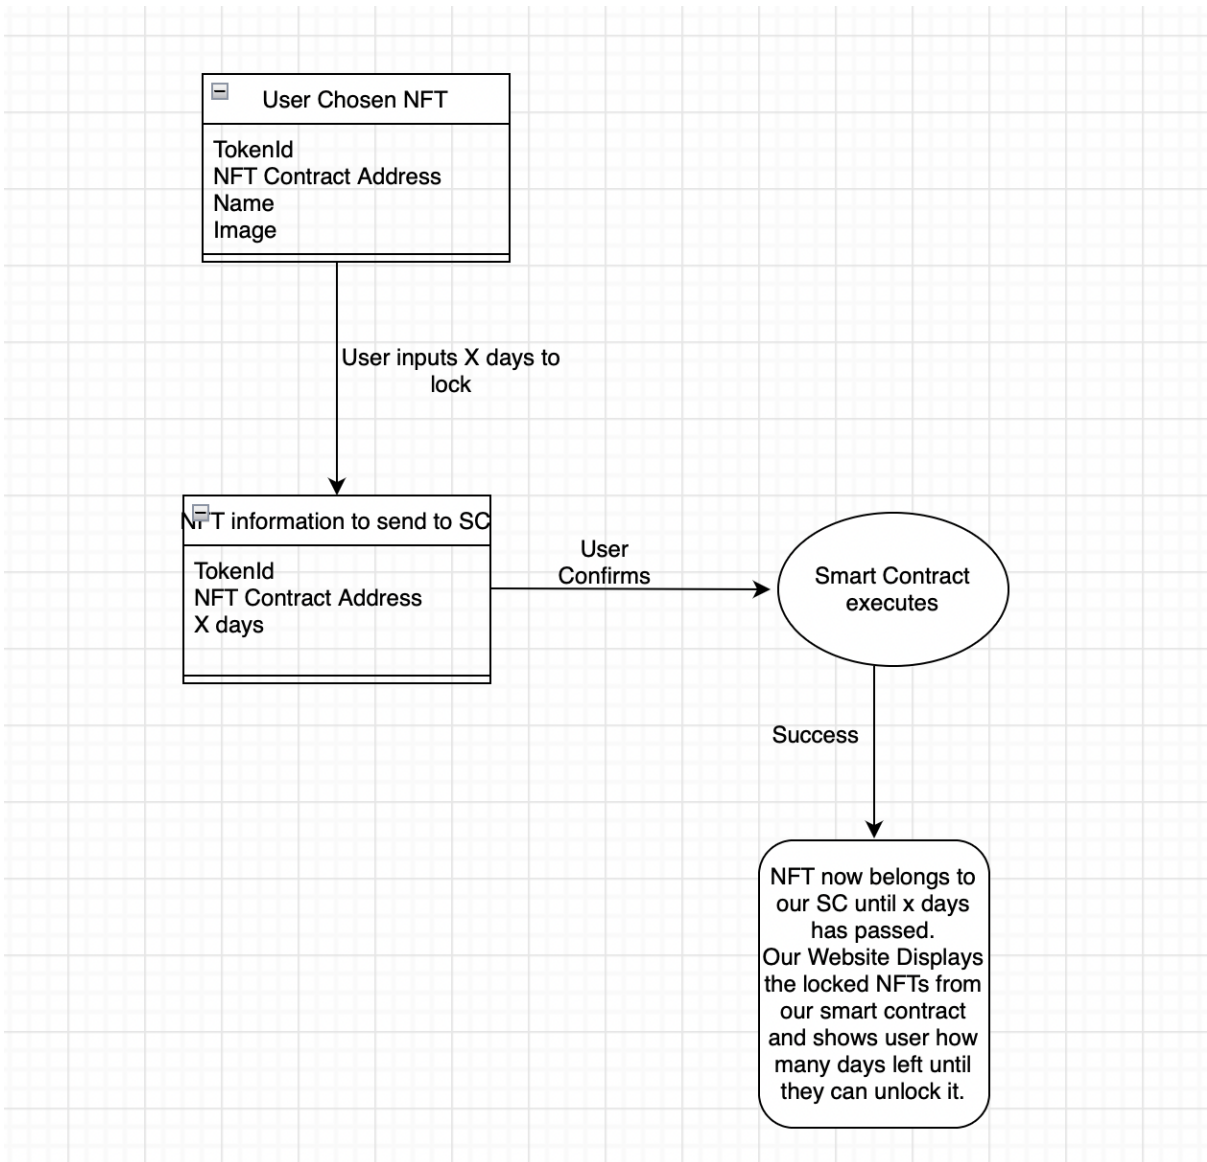 User Chosen NFT
TokenId
NFT Contract Address
Name
Image
User inputs X days to
lock
NFT information to send to SC
TokenId
NFT Contract Address
X days
User
Confirms
Smart Contract
executes
Success
NFT now belongs to
our SC until x days
has passed.
Our Website Displays
the locked NFTs from
our smart contract
and shows user how
many days left until
they can unlock it.